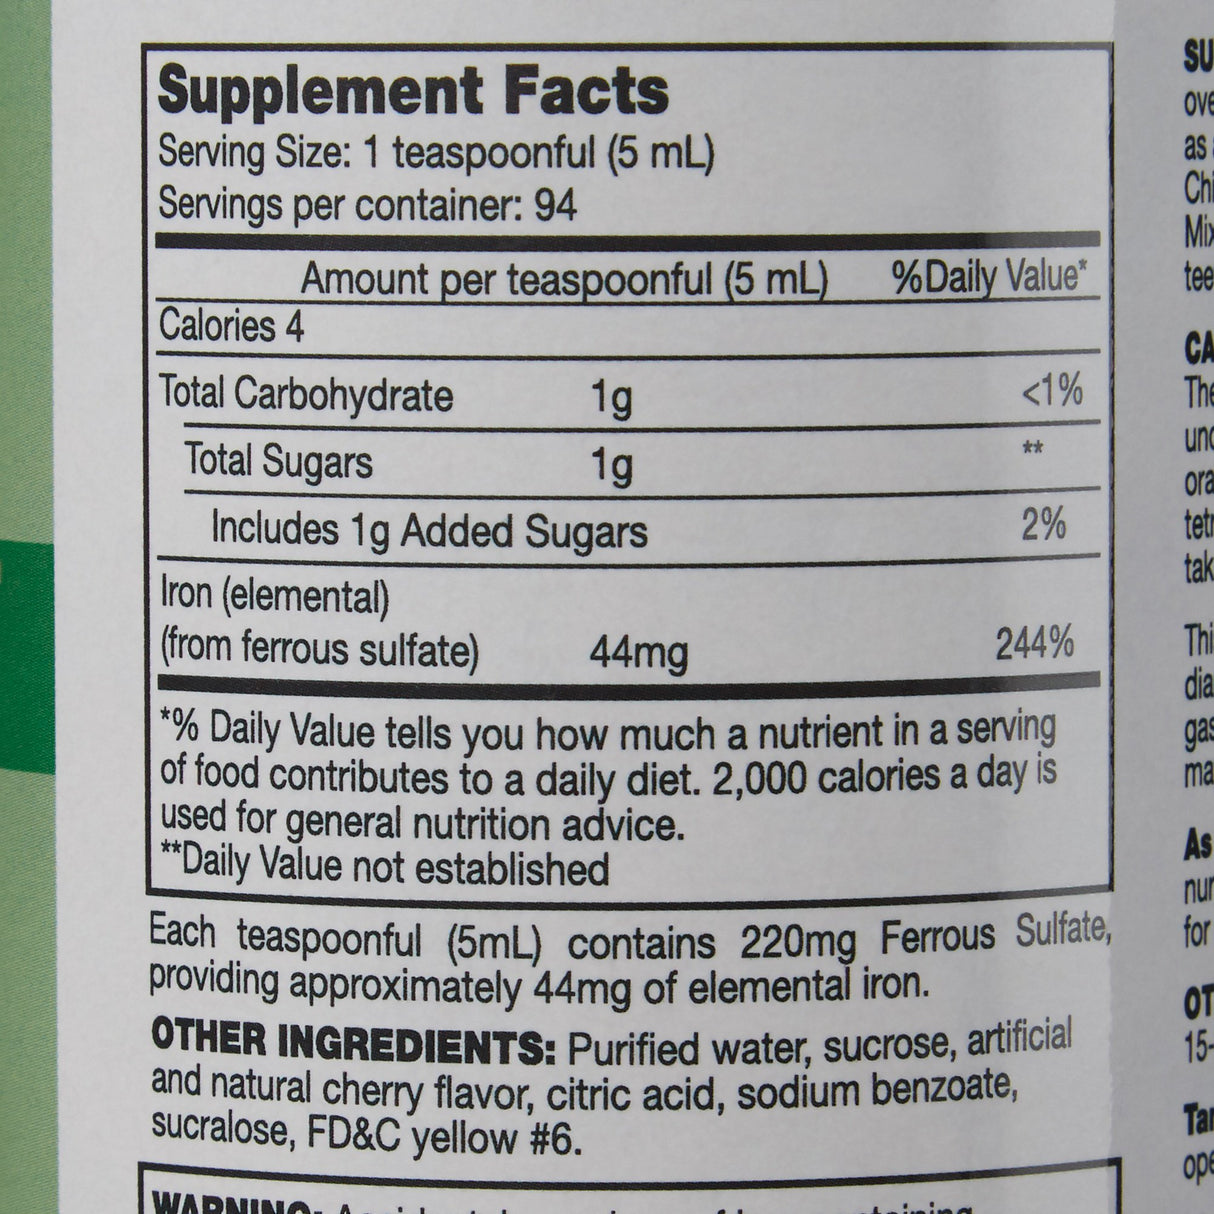 Supplement Facts
Serving Size: 1 teaspoonful (5 mL)
Servings per container: 94
Amount per teaspoonful (5 mL) %Daily Value*
Calories 4
Total Carbohydrate 1g <1%
Total Sugars 1g **
Includes 1g Added Sugars 2%
Iron (elemental)
(from ferrous sulfate) 44mg 244%
*% Daily Value tells you how much a nutrient in a serving
of food contributes to a daily diet. 2,000 calories a day is
used for general nutrition advice.
**Daily Value not established
Each teaspoonful (5mL) contains 220mg Ferrous Sulfate,
providing approximately 44mg of elemental iron.
OTHER INGREDIENTS: Purified water, sucrose, artificial
and natural cherry flavor, citric acid, sodium benzoate,
sucralose, FD&C yellow #6.
WARNING:
as